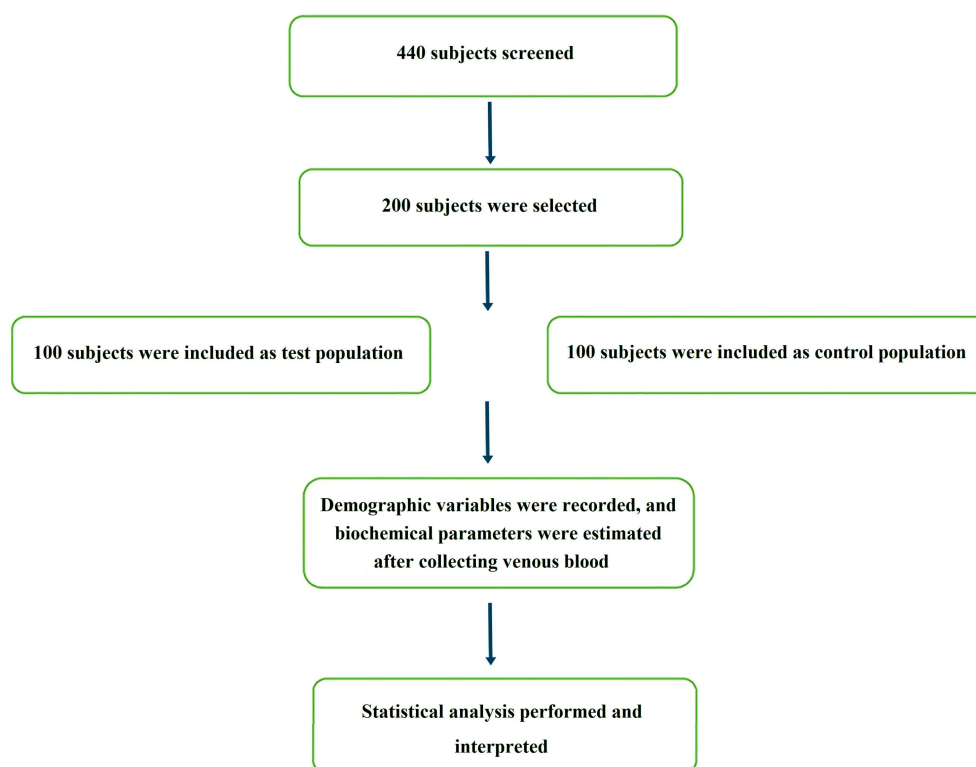 440 subjects screened
200 subjects were selected
100 subjects were included as test population
100 subjects were included as control population
Demographic variables were recorded, and
biochemical parameters were estimated
after collecting venous blood
Statistical analysis performed and
interpreted